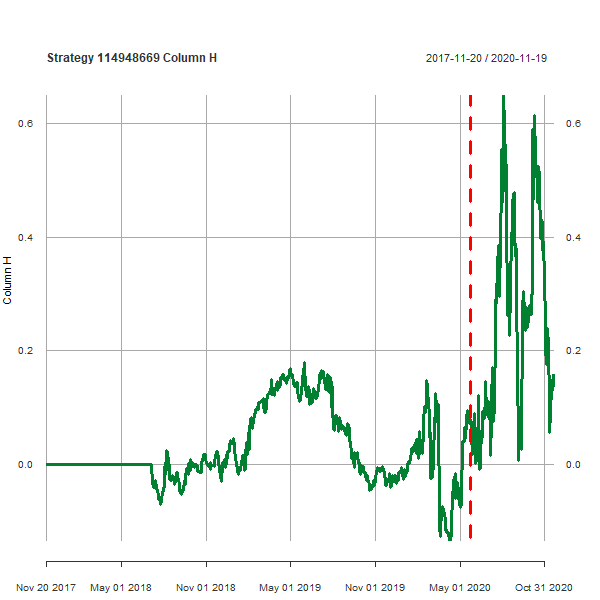 Strategy 114948669 Column H
2017-11-20 / 2020-11-19
Column H
0.6
0.6
0.4
0.4
0.2
0.2
0.0
0.0
Nov 20 2017
May 01 2018
Nov 01 2018
May 01 2019
Nov 01 2019
May 01 2020
Oct 31 2020